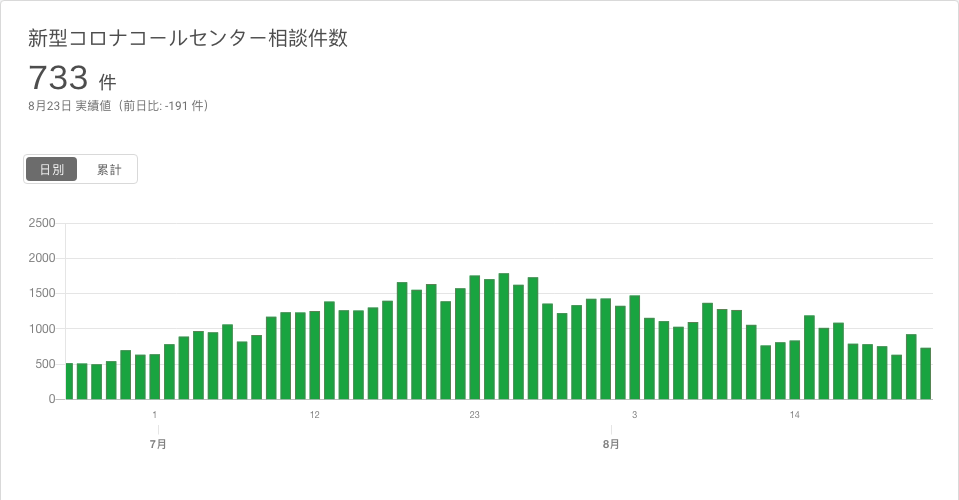 新型コロナコールセンター相談件数
733 件
8月23日 実績値（前日比: -191 件）
日別 累計
2500
2000
1500
1000
500
0
1 12 23 3 14
7月 8月